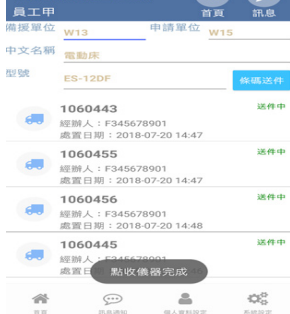 員工甲
首頁 訊息
備援單位 W13 申請單位 W15
中文名稱 電動床
型號 ES-12DF
條碼送件
1060443 送件中
經辦人：F345678901
處置日期：2018-07-20 14:47
1060455 送件中
經辦人：F345678901
處置日期：2018-07-20 14:47
1060456 送件中
經辦人：F345678901
處置日期：2018-07-20 14:48
1060445 送件中
經辦人：F345678901
處置日
點收儀器完成
首頁 訊息通知 個人資料設定 系統設定